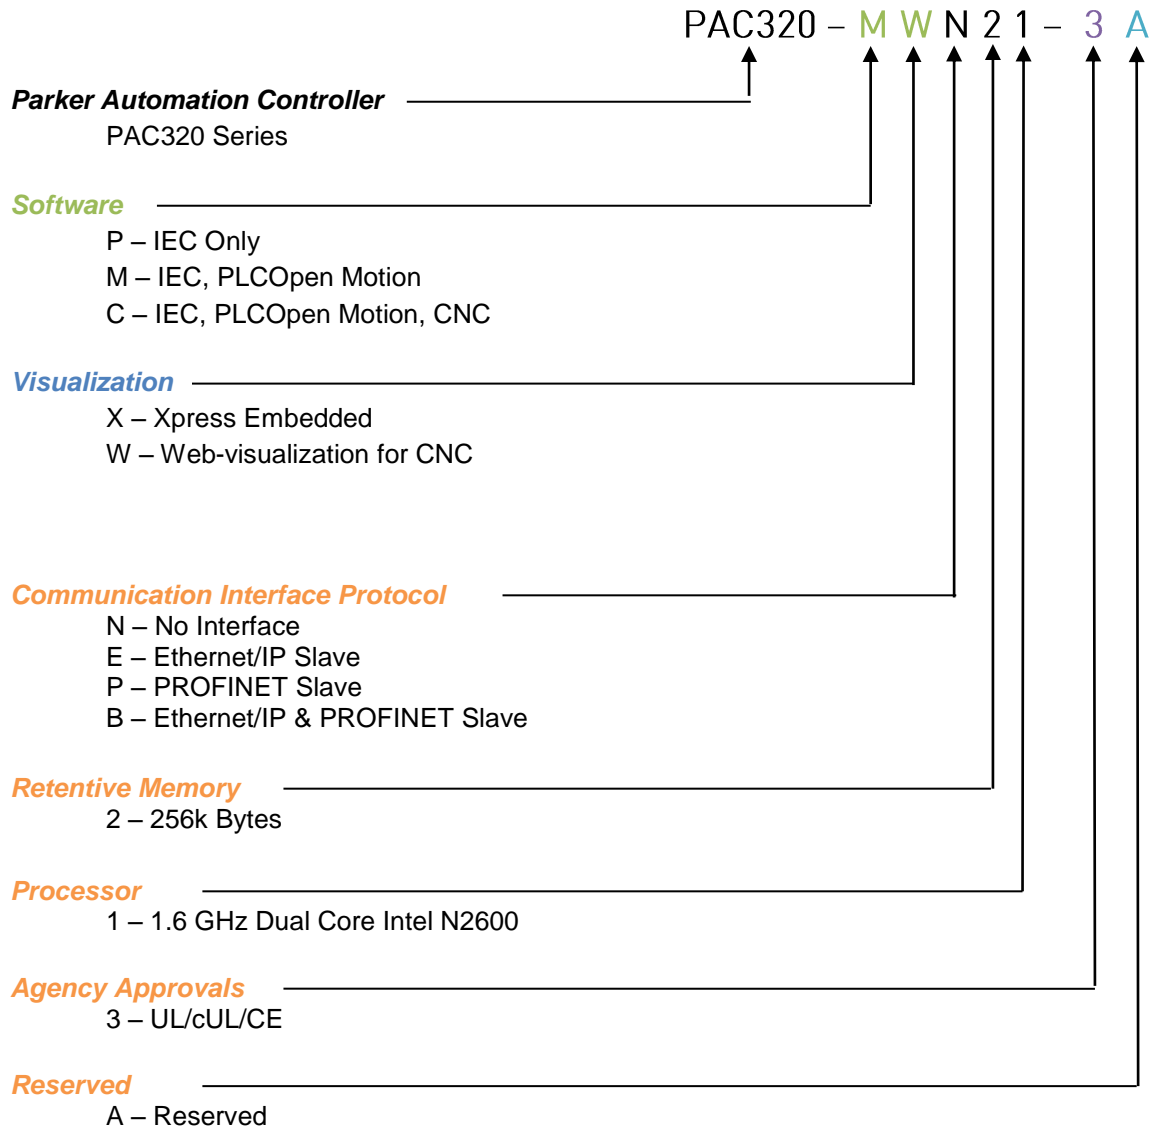 PAC320 – M W N 2 1 – 3 A
Parker Automation Controller
PAC320 Series
Software
P – IEC Only
M – IEC, PLCOpen Motion
C – IEC, PLCOpen Motion, CNC
Visualization
X – Xpress Embedded
W – Web-visualization for CNC
Communication Interface Protocol
N – No Interface
E – Ethernet/IP Slave
P – PROFINET Slave
B – Ethernet/IP & PROFINET Slave
Retentive Memory
2 – 256k Bytes
Processor
1 – 1.6 GHz Dual Core Intel N2600
Agency Approvals
3 – UL/cUL/CE
Reserved
A – Reserved